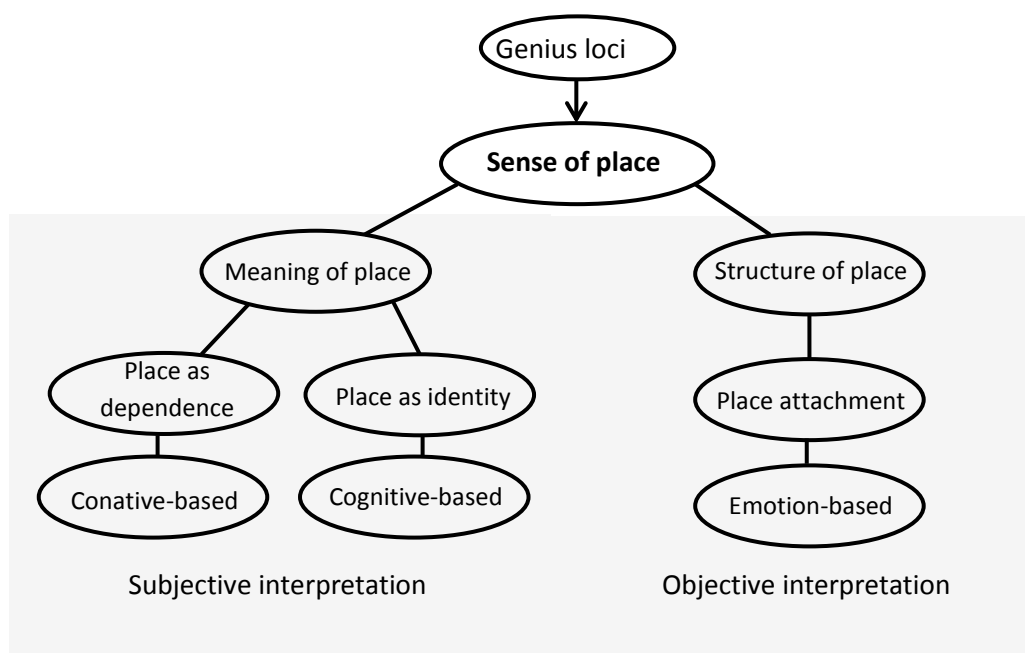 Genius loci
Sense of place
Meaning of place
Structure of place
Place as
dependence
Place as identity
Place attachment
Conative-based
Cognitive-based
Emotion-based
Subjective interpretation
Objective interpretation